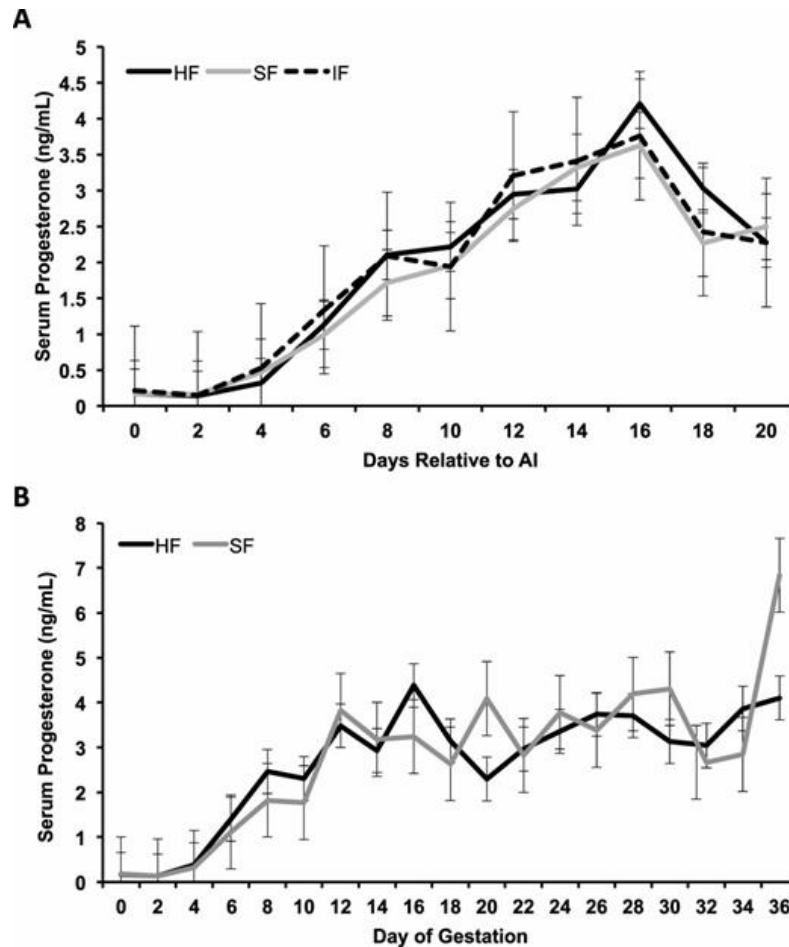 A
Serum Progesterone (ng/mL)
5
4.5
4
3.5
3
2.5
2
1.5
1
0.5
0
HF SF IF
0 2 4 6 8 10 12 14 16 18 20
Days Relative to AI
B
Serum Progesterone (ng/mL)
8
7
6
5
4
3
2
1
0
HF SF
0 2 4 6 8 10 12 14 16 18 20 22 24 26 28 30 32 34 36
Day of Gestation